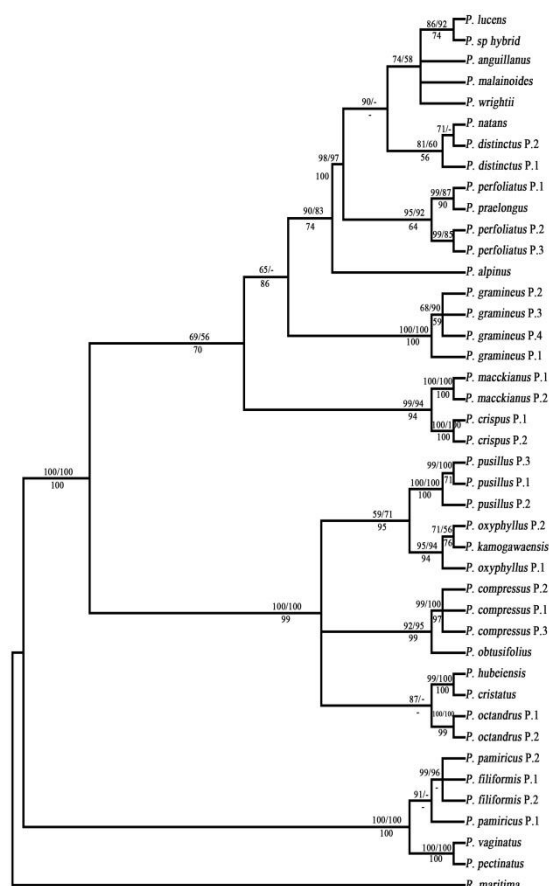 P. lucens
86/92
74
P. sp hybrid
74/58
P. anguillanus
P. malainoides
90/-
-
P. wrightii
P. natans
71/-
81/60
P. distinctus P.2
56
P. distinctus P.1
98/97
100
P. perfoliatus P.1
99/87
90
95/92
P. praelongus
64
90/83
74
P. perfoliatus P.2
99/85
P. perfoliatus P.3
P. alpinus
65/-
86
P. gramineus P.2
68/90
P. gramineus P.3
59
100/100
P. gramineus P.4
100
69/56
70
P. gramineus P.1
P. macckianus P.1
100/100
100
P. macckianus P.2
99/94
94
P. crispus P.1
100/100
100
P. crispus P.2
P. pusillus P.3
99/100
71
100/100
P. pusillus P.1
100
100/100
100
P. pusillus P.2
59/71
95
P. oxyphyllus P.2
71/56
76
95/94
P. kamogawaensis
94
P. oxyphyllus P.1
P. compressus P.2
99/100
P. compressus P.1
97
100/100
99
92/95
P. compressus P.3
99
P. obtusifolius
P. hubeiensis
99/100
100
P. cristatus
87/-
-
P. octandrus P.1
100/100
99
P. octandrus P.2
P. pamiricus P.2
99/96
P. filiformis P.1
-
91/-
P. filiformis P.2
-
P. pamiricus P.1
100/100
100
P. vaginatus
100/100
100
P. pectinatus
R. maritima